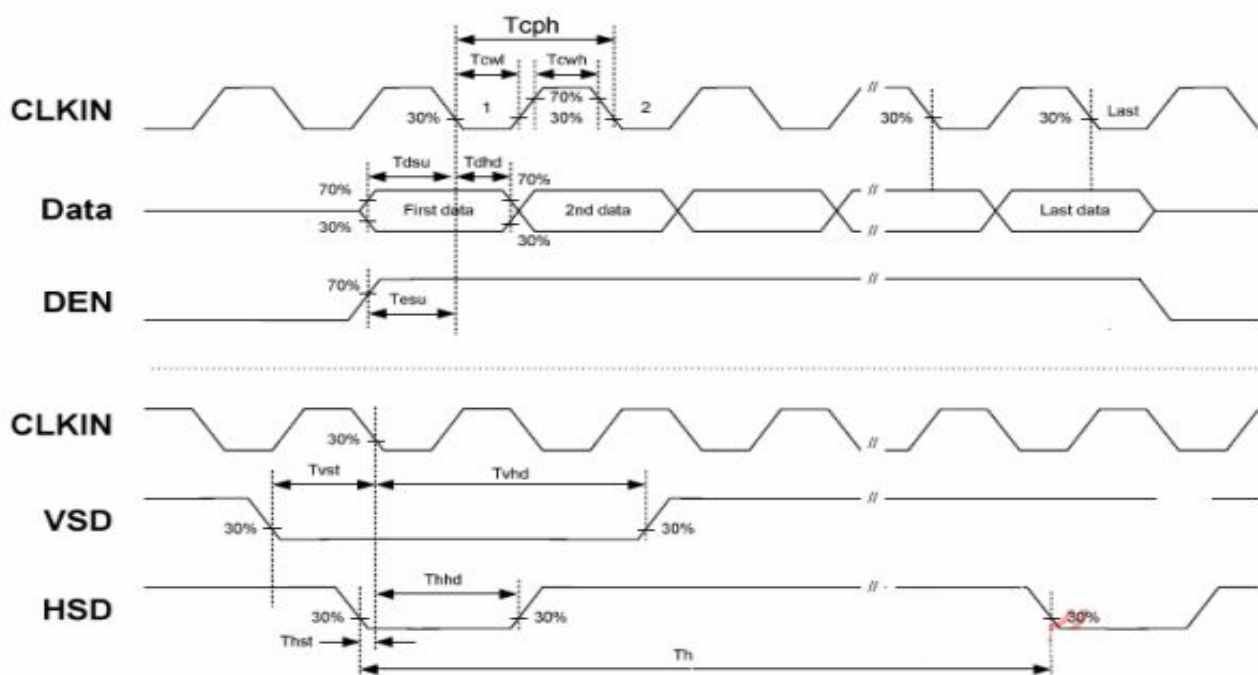 Tcph
Tcwl Tcwh
CLKIN 30% 1 70% 30% 2 // 30% 30% Last
Tdsu Tdhd
70% 70%
Data First data 2nd data // Last data
30% 30%
70% //
DEN Tesu
CLKIN 30% //
Tvst Tvhd
VSD 30% 30% //
Thhd
HSD 30% 30% // 30%
Thst
Th